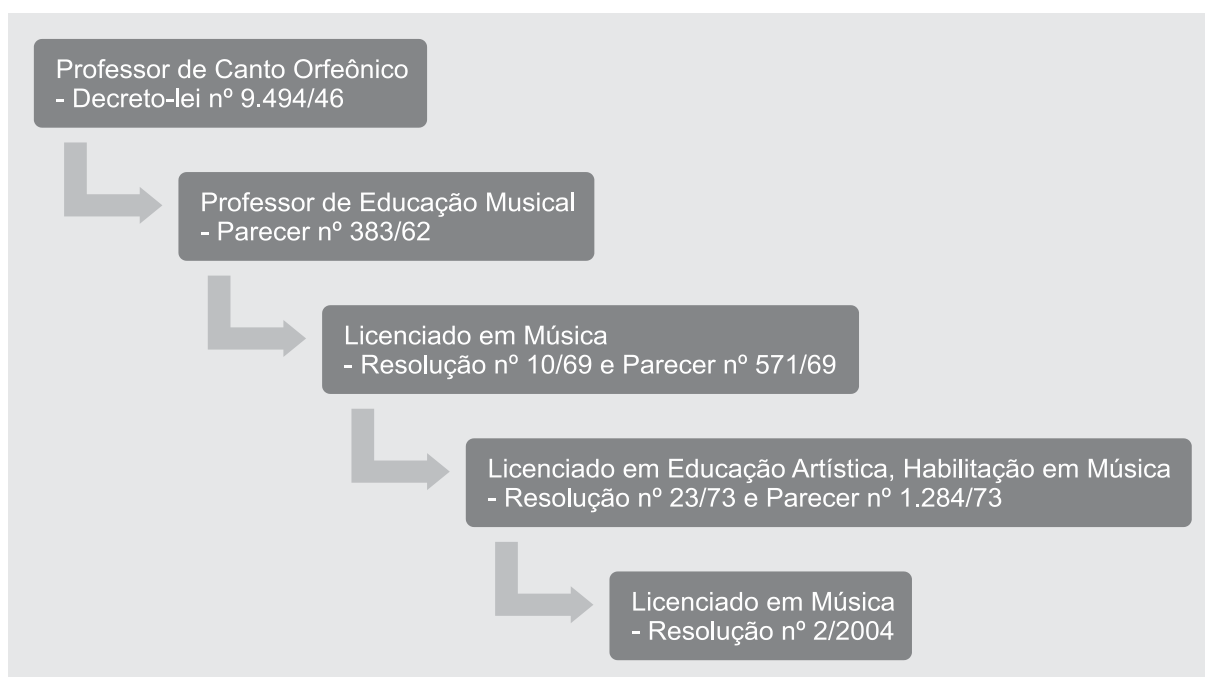 Professor de Canto Orfeônico
- Decreto-lei nº 9.494/46
Professor de Educação Musical
- Parecer nº 383/62
Licenciado em Música
- Resolução nº 10/69 e Parecer nº 571/69
Licenciado em Educação Artística, Habilitação em Música
- Resolução nº 23/73 e Parecer nº 1.284/73
Licenciado em Música
- Resolução nº 2/2004